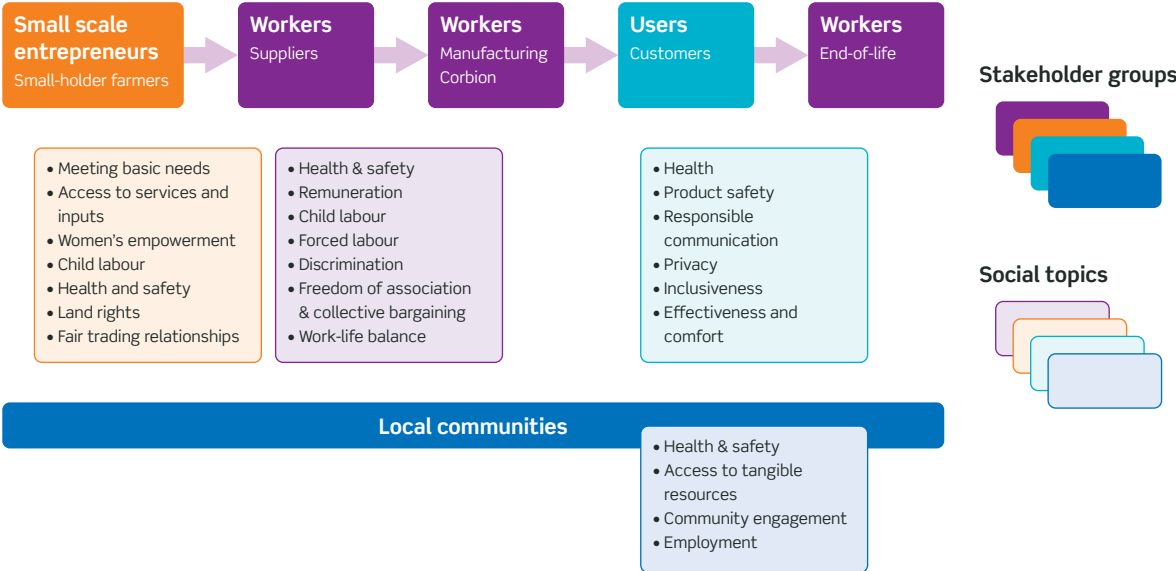 Small scale
entrepreneurs
Small-holder farmers
Workers
Suppliers
Workers
Manufacturing
Corbion
Users
Customers
Workers
End-of-life
Stakeholder groups
• Meeting basic needs
• Access to services and
inputs
• Women’s empowerment
• Child labour
• Health and safety
• Land rights
• Fair trading relationships
• Health & safety
• Remuneration
• Child labour
• Forced labour
• Discrimination
• Freedom of association
& collective bargaining
• Work-life balance
• Health
• Product safety
• Responsible
communication
• Privacy
• Inclusiveness
• Effectiveness and
comfort
Social topics
Local communities
• Health & safety
• Access to tangible
resources
• Community engagement
• Employment